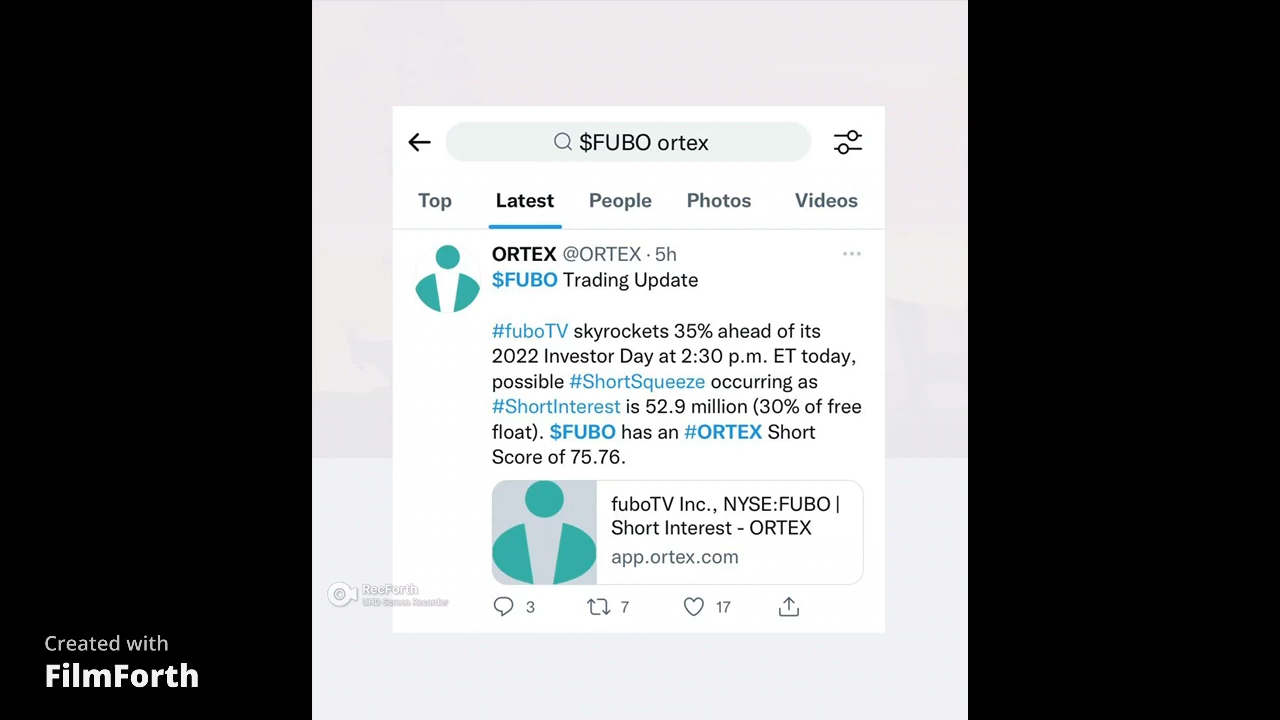 $FUBO ortex
Top Latest People Photos Videos
ORTEX @ORTEX · 5h
$FUBO Trading Update
#fuboTV skyrockets 35% ahead of its
2022 Investor Day at 2:30 p.m. ET today,
possible #ShortSqueeze occurring as
#ShortInterest is 52.9 million (30% of free
float). $FUBO has an #ORTEX Short
Score of 75.76.
fuboTV Inc., NYSE:FUBO |
Short Interest - ORTEX
app.ortex.com
3 7 17
RecForth
UHD Screen Recorder
Created with
FilmForth